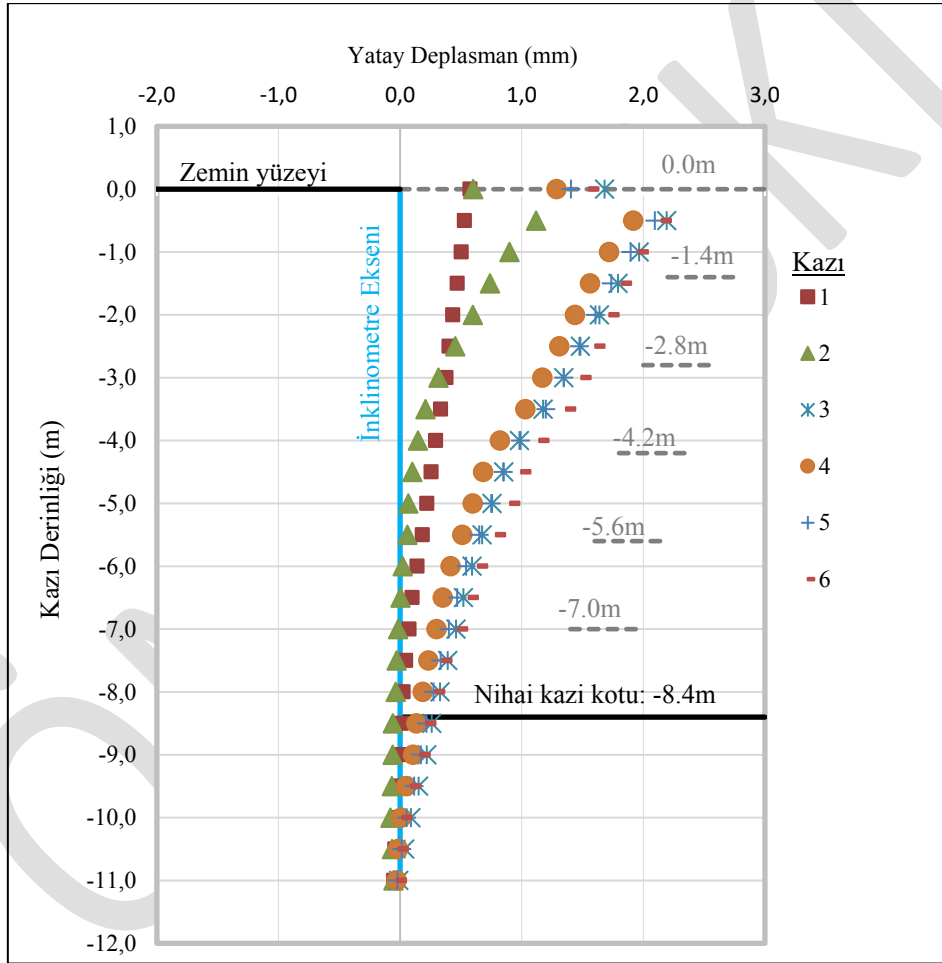 Yatay Deplasman (mm)
-2,0 -1,0 0,0 1,0 2,0 3,0
1,0
0,0
-1,0
-2,0
-3,0
-4,0
-5,0
-6,0
-7,0
-8,0
-9,0
-10,0
-11,0
-12,0
Kazı Derinliği (m)
Zemin yüzeyi
İnklinometre Ekseni
0.0m
-1.4m
-2.8m
-4.2m
-5.6m
-7.0m
Nihai kazi kotu: -8.4m
Kazı
1
2
3
4
5
6